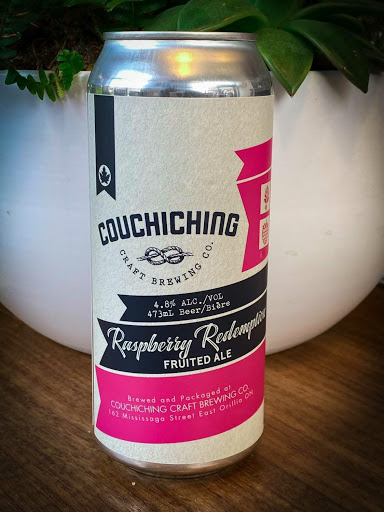 COUCHICHING
CRAFT BREWING CO.
4.8% ALC./VOL
473mL Beer/Bière
Raspberry Redemption
FRUITED ALE
Brewed and Packaged at
COUCHICHING CRAFT BREWING CO.
162 Mississaga Street East Orillia ON